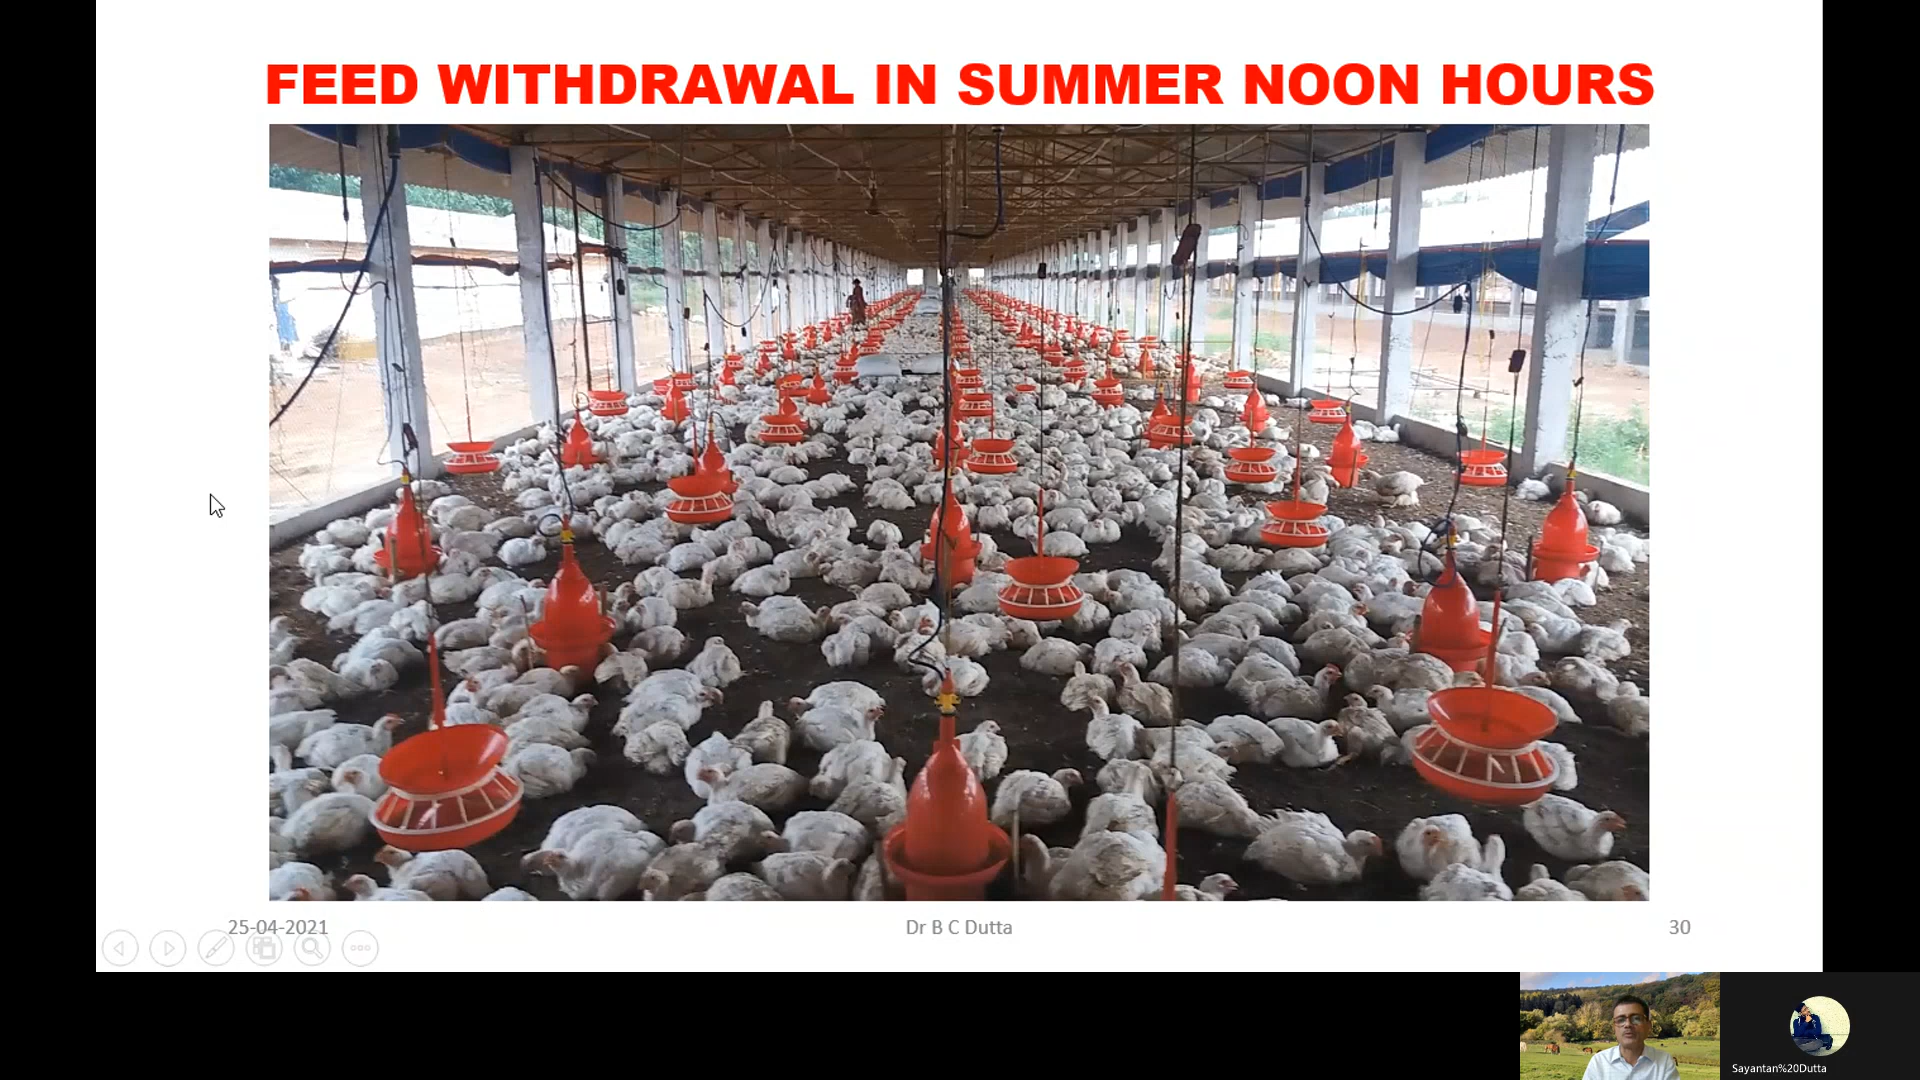 FEED WITHDRAWAL IN SUMMER NOON HOURS
25-04-2021
Dr B C Dutta
30
Sayantan%20Dutta